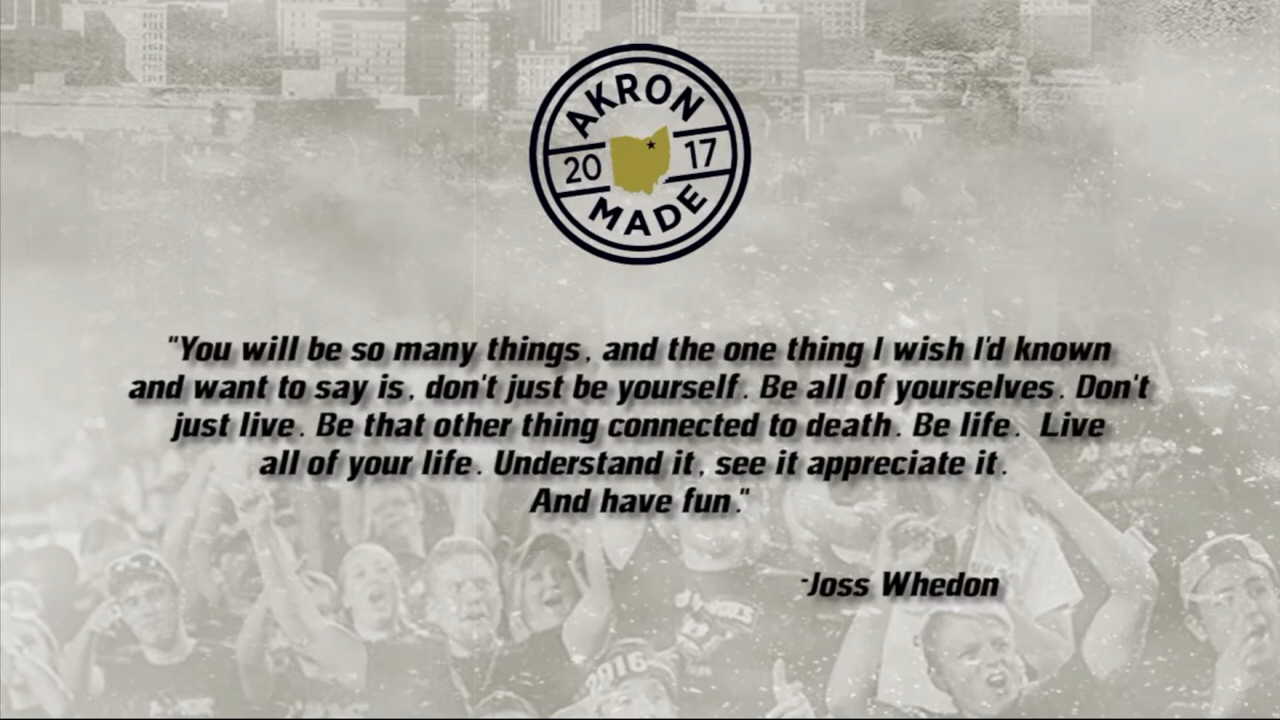 AKRON
20 17
MADE
"You will be so many things, and the one thing I wish I'd known
and want to say is, don't just be yourself. Be all of yourselves. Don't
just live. Be that other thing connected to death. Be life. Live
all of your life. Understand it, see it appreciate it.
And have fun."
-Joss Whedon
2016